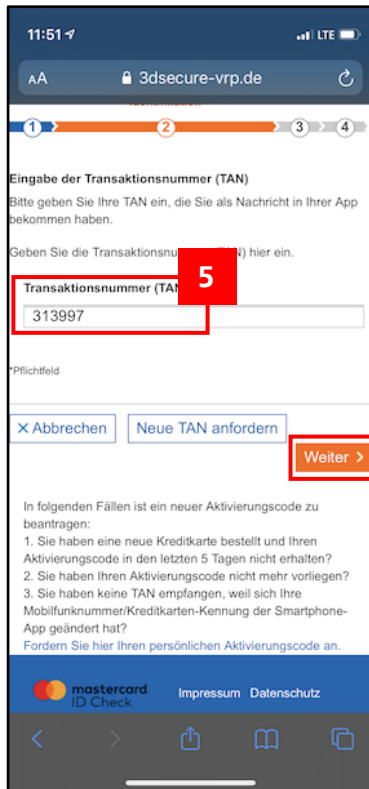 11:51 LTE
AA 3dsecure-vrp.de
1 2 3 4
Eingabe der Transaktionsnummer (TAN)
Bitte geben Sie Ihre TAN ein, die Sie als Nachricht in Ihrer App
bekommen haben.
Geben Sie die Transaktionsnu N) hier ein.
5
Transaktionsnummer (TAN
313997
*Pflichtfeld
× Abbrechen Neue TAN anfordern
Weiter >
In folgenden Fällen ist ein neuer Aktivierungscode zu
beantragen:
1. Sie haben eine neue Kreditkarte bestellt und Ihren
Aktivierungscode in den letzten 5 Tagen nicht erhalten?
2. Sie haben Ihren Aktivierungscode nicht mehr vorliegen?
3. Sie haben keine TAN empfangen, weil sich Ihre
Mobilfunknummer/Kreditkarten-Kennung der Smartphone-
App geändert hat?
Fordern Sie hier Ihren persönlichen Aktivierungscode an.
mastercard
ID Check
Impressum Datenschutz